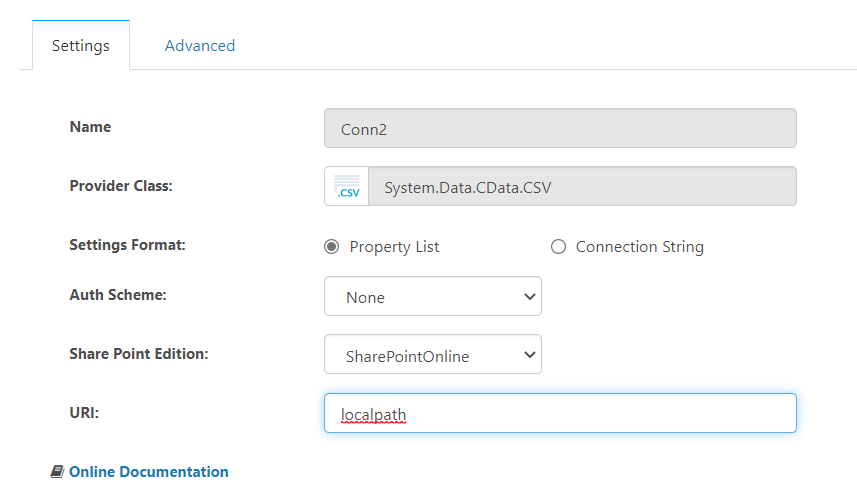 Settings Advanced
Name Conn2
Provider Class: .CSV System.Data.CData.CSV
Settings Format: Property List Connection String
Auth Scheme: None
Share Point Edition: SharePointOnline
URI: localpath
Online Documentation